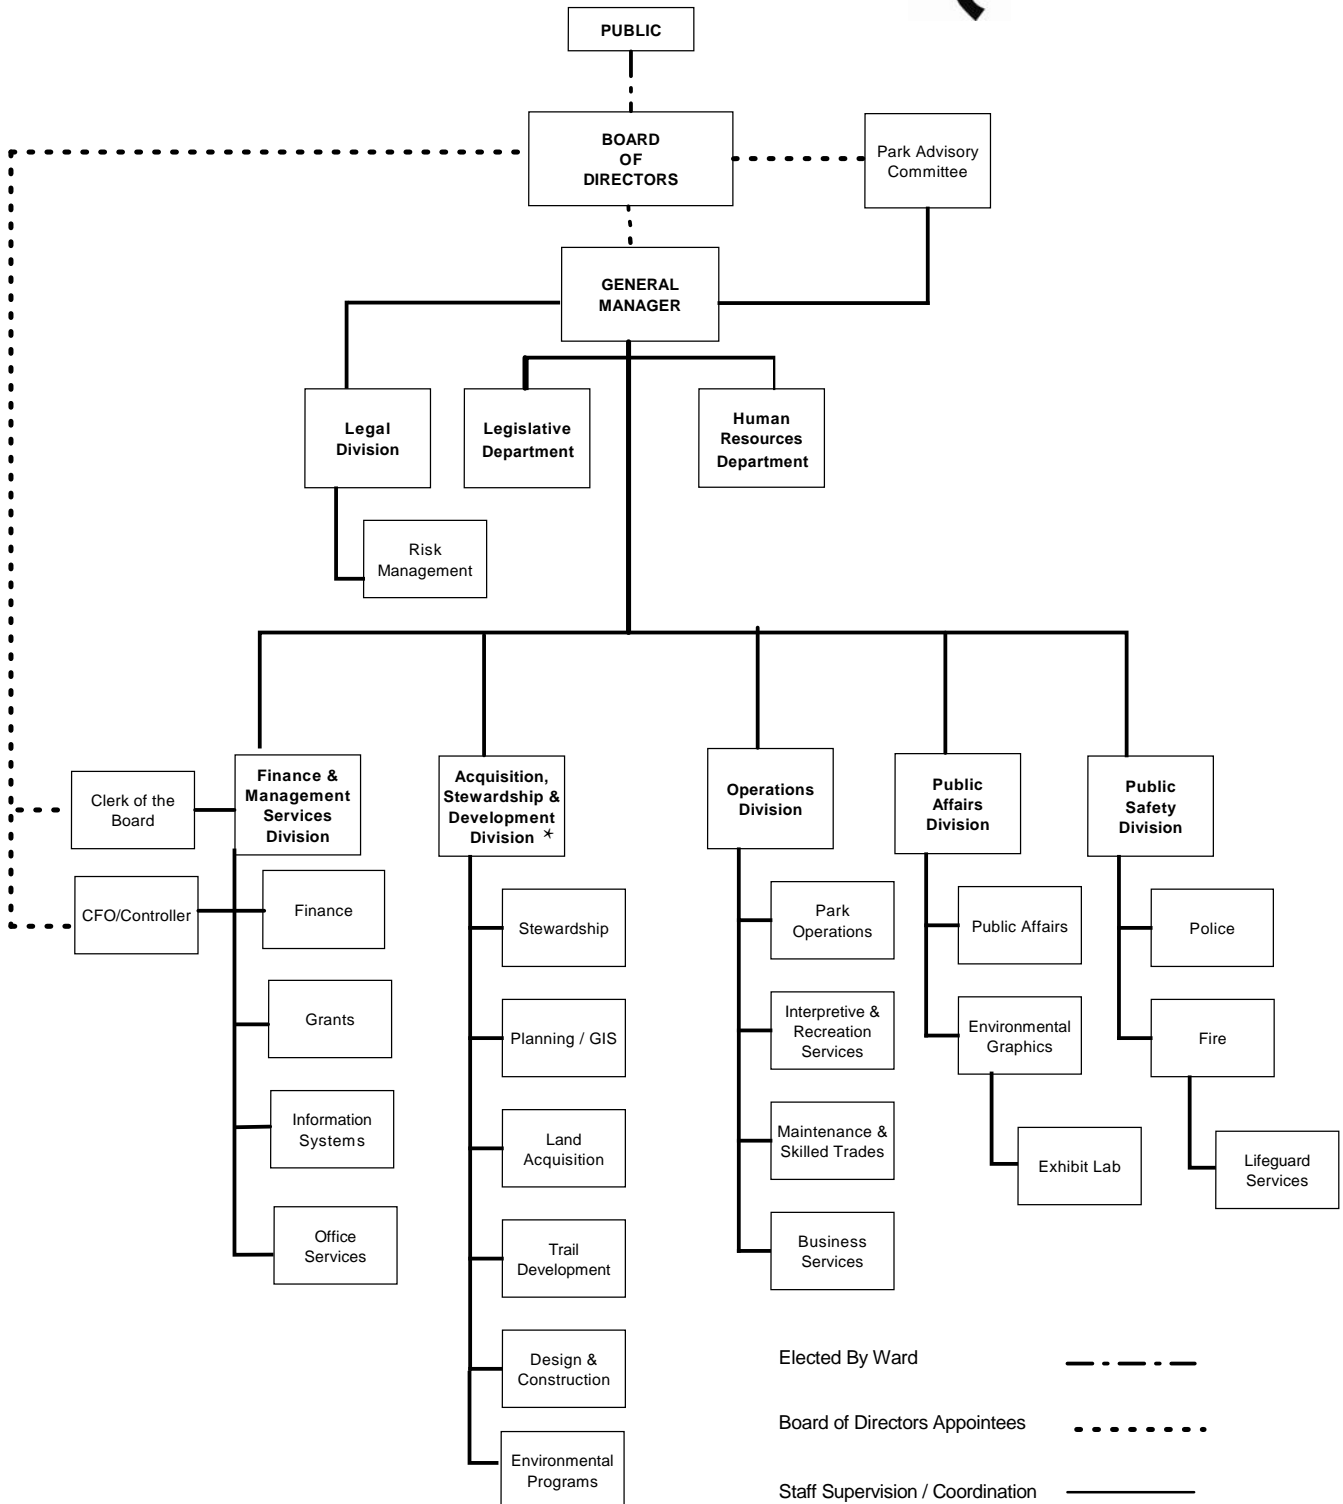 PUBLIC
BOARD
OF
DIRECTORS
Park Advisory
Committee
GENERAL
MANAGER
Legal
Division
Legislative
Department
Human
Resources
Department
Risk
Management
Clerk of the
Board
Finance &
Management
Services
Division
Acquisition,
Stewardship &
Development
Division *
Operations
Division
Public
Affairs
Division
Public
Safety
Division
CFO/Controller
Finance
Grants
Information
Systems
Office
Services
Stewardship
Planning / GIS
Land
Acquisition
Trail
Development
Design &
Construction
Environmental
Programs
Park
Operations
Interpretive &
Recreation
Services
Maintenance &
Skilled Trades
Business
Services
Public Affairs
Environmental
Graphics
Exhibit Lab
Police
Fire
Lifeguard
Services
Elected By Ward
Board of Directors Appointees
Staff Supervision / Coordination